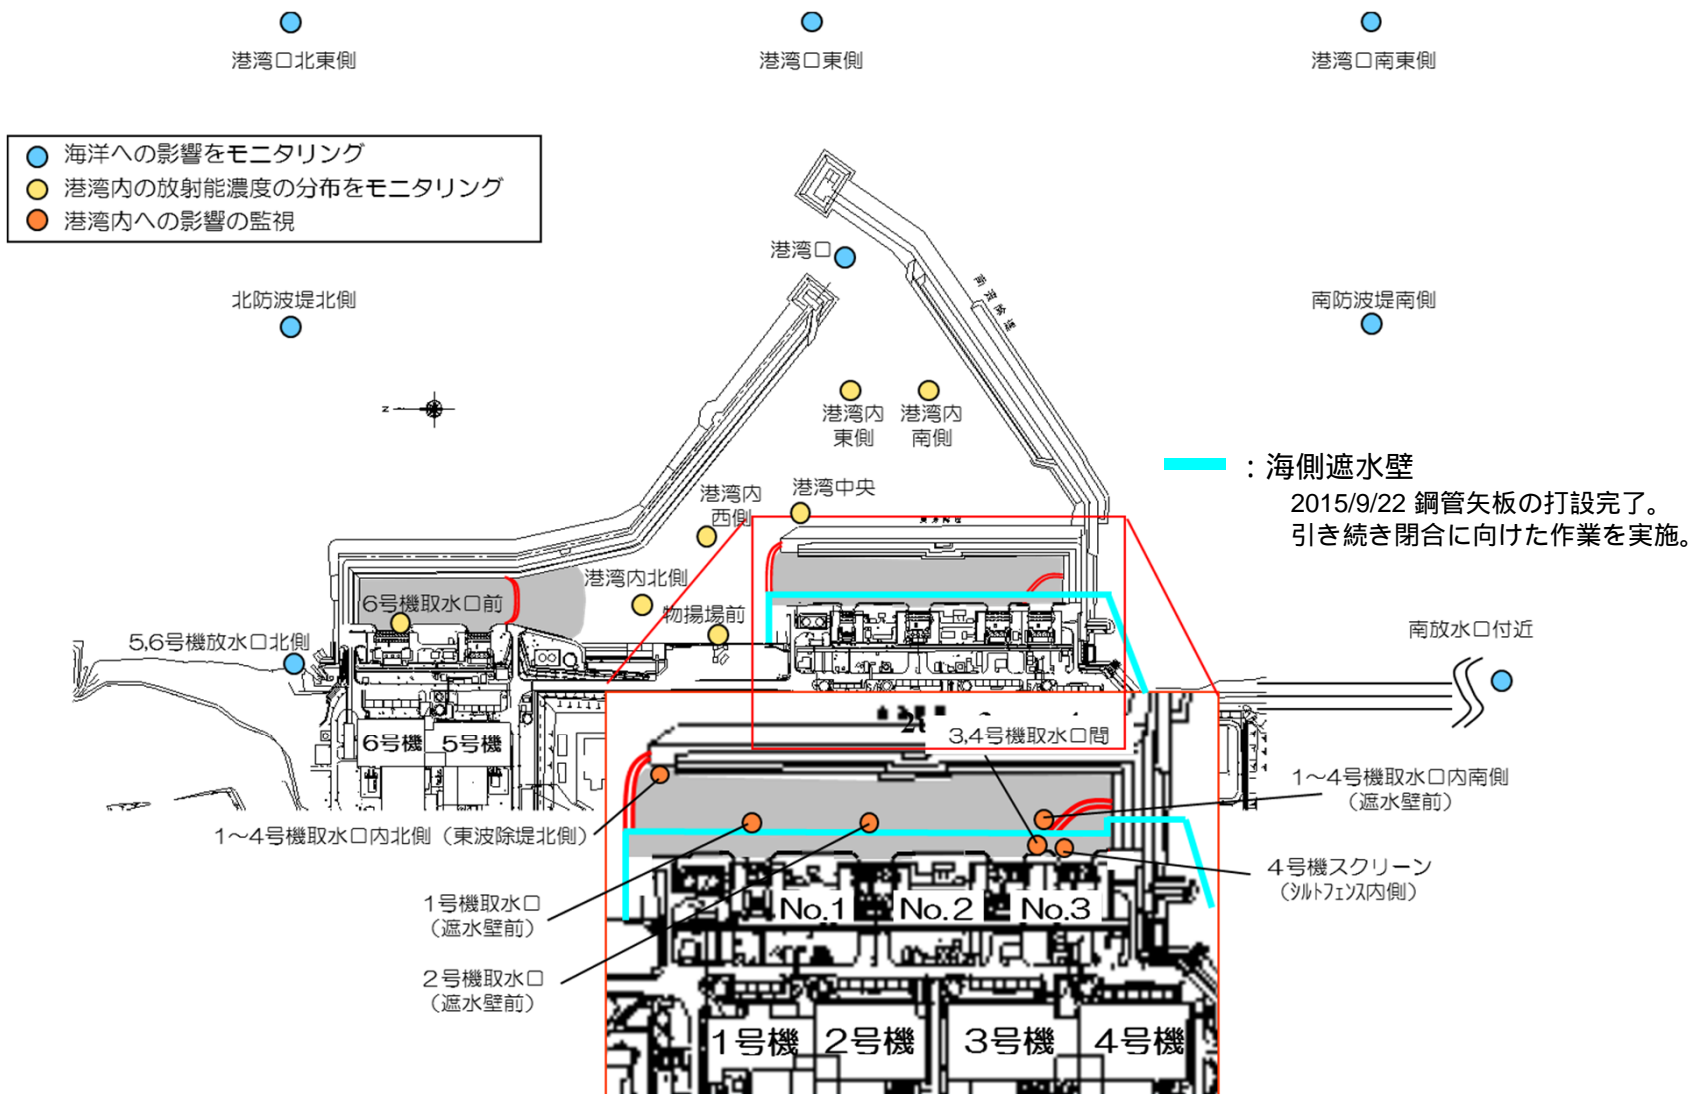 港湾口北東側
港湾口東側
港湾口南東側
海洋への影響をモニタリング
港湾内の放射能濃度の分布をモニタリング
港湾内への影響の監視
港湾口
北防波堤北側
南防波堤南側
南波除堤
N
港湾内
東側
港湾内
南側
：海側遮水壁
2015/9/22 鋼管矢板の打設完了。
引き続き閉合に向けた作業を実施。
港湾内
西側
港湾中央
港湾内北側
6号機取水口前
物揚場前
5,6号機放水口北側
南放水口付近
6号機
5号機
3,4号機取水口間
1～4号機取水口内南側
（遮水壁前）
1～4号機取水口内北側（東波除堤北側）
4号機スクリーン
（シルトフェンス内側）
1号機取水口
（遮水壁前）
No.1
No.2
No.3
2号機取水口
（遮水壁前）
1号機
2号機
3号機
4号機